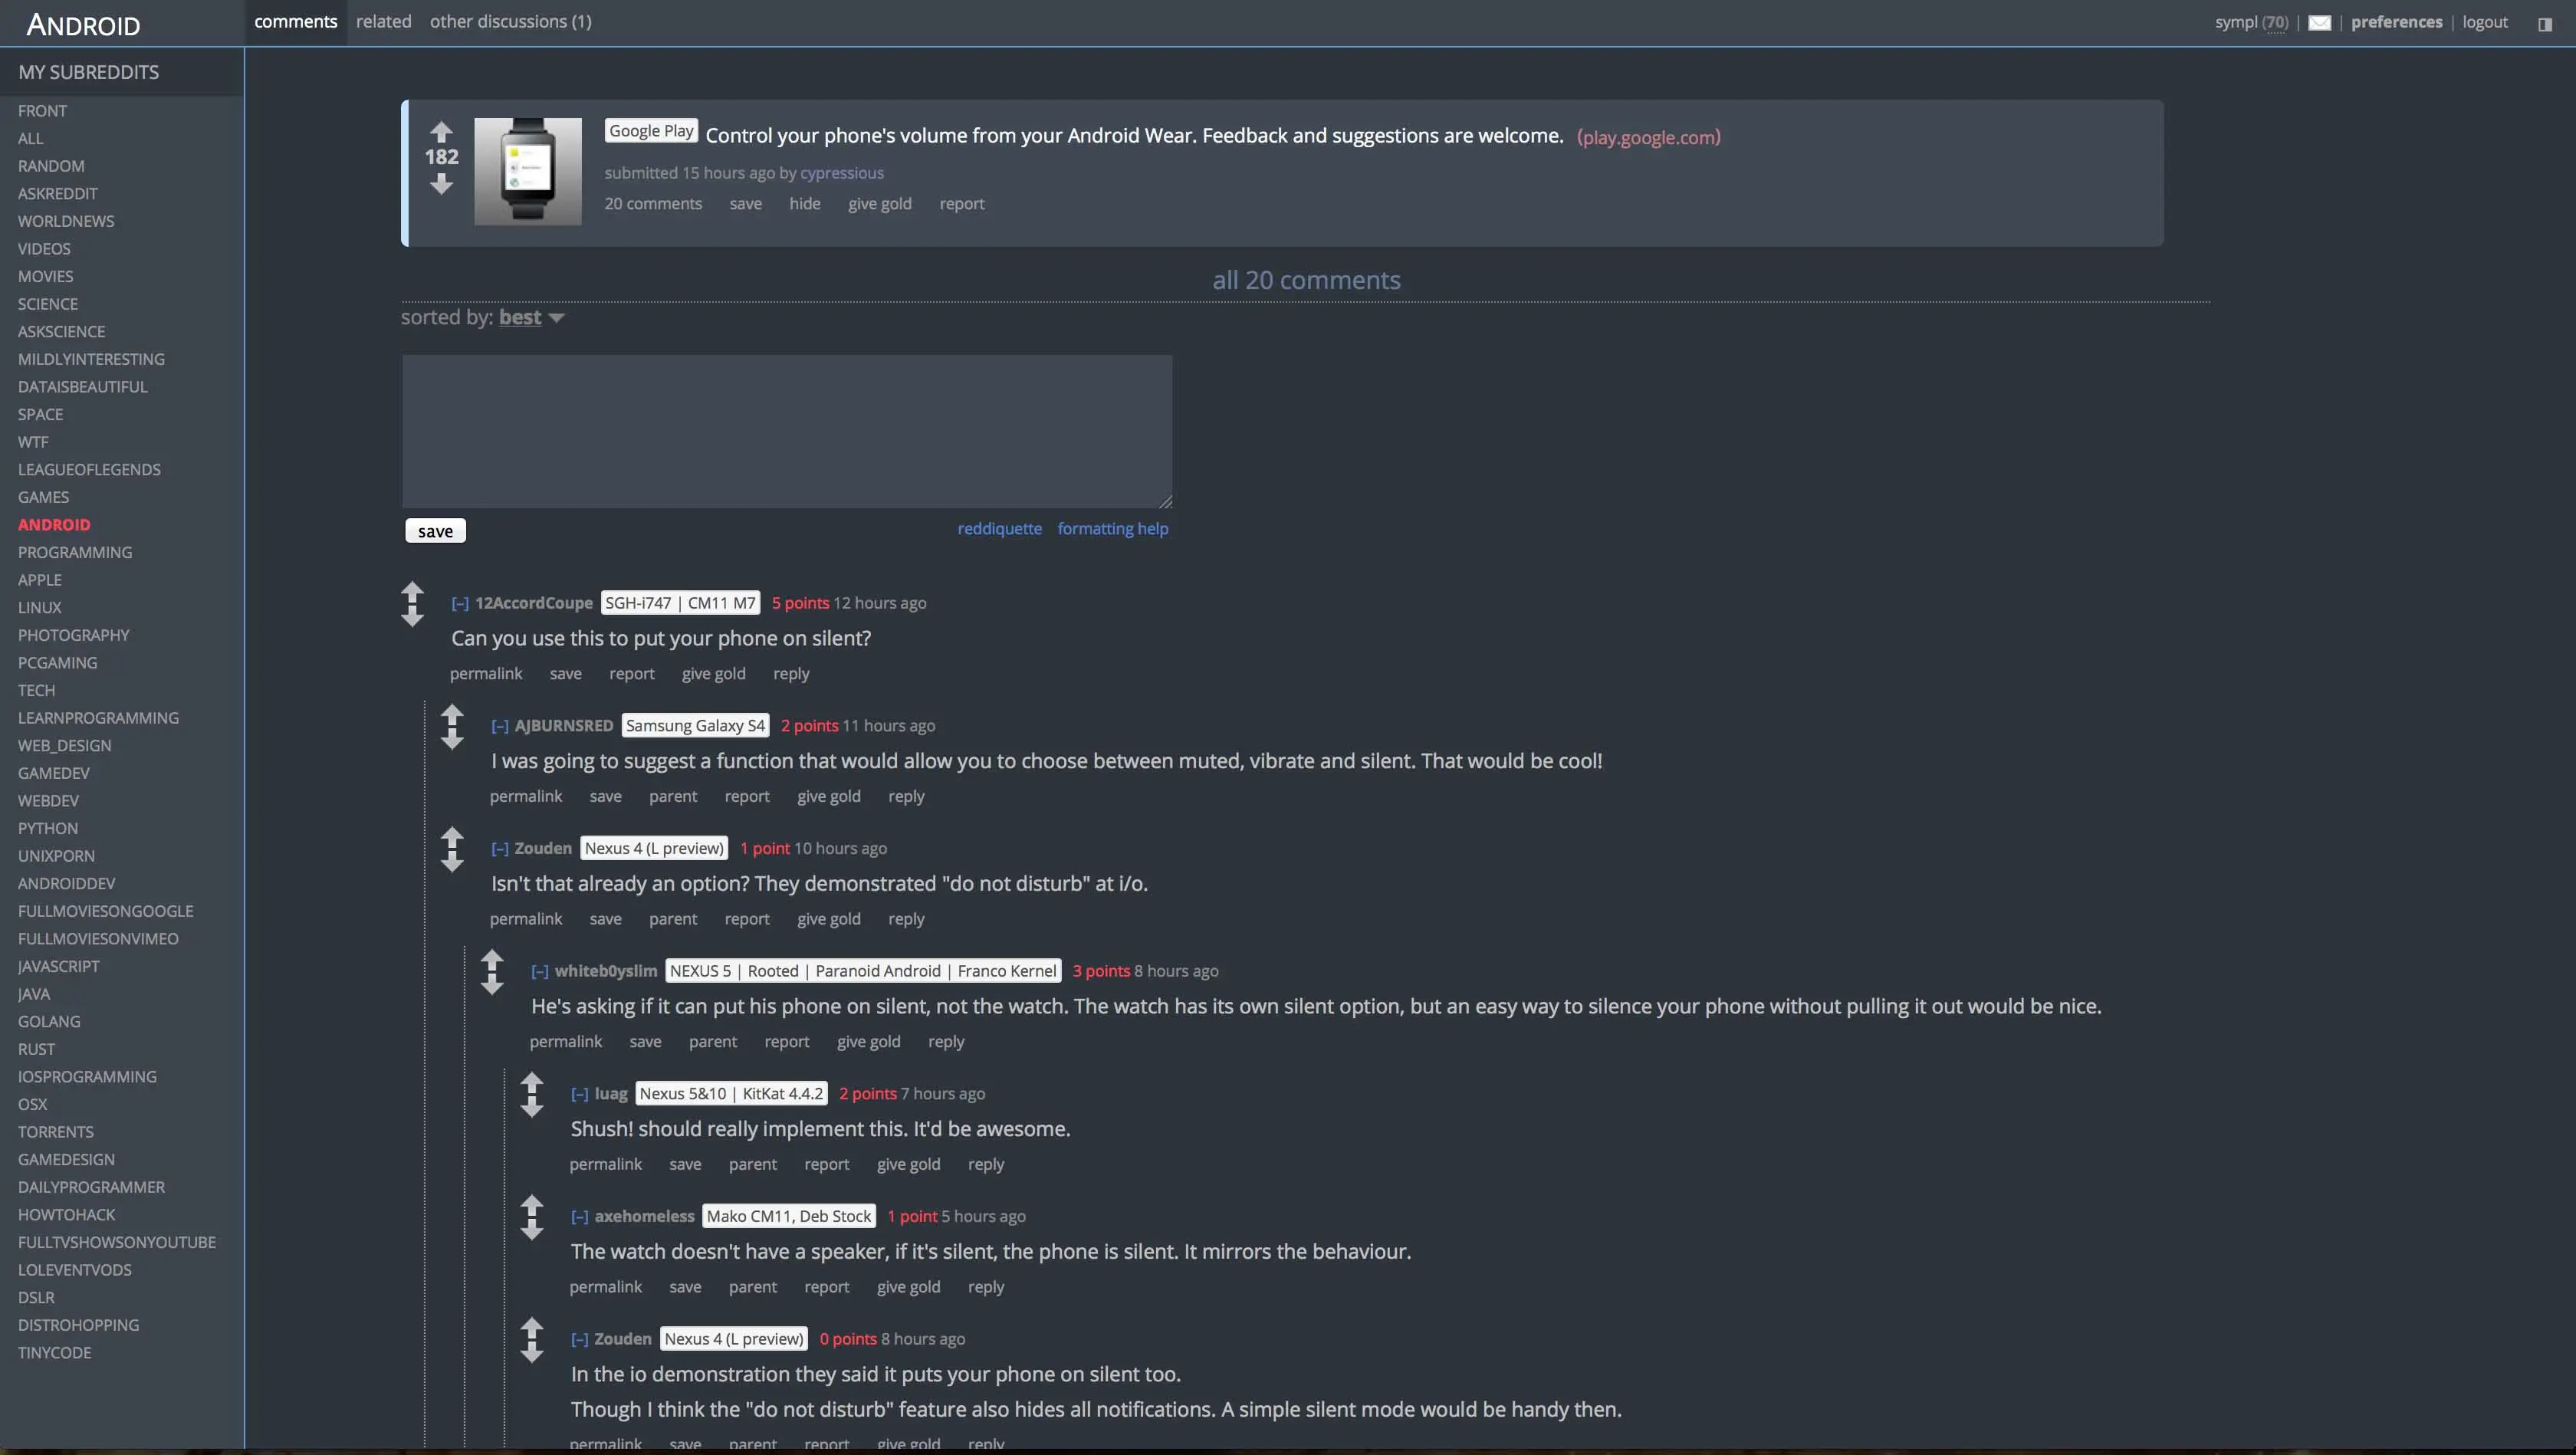 ANDROID
comments related other discussions (1)
sympl (70) | | preferences | logout
MY SUBREDDITS
FRONT
ALL
RANDOM
ASKREDDIT
WORLDNEWS
VIDEOS
MOVIES
SCIENCE
ASKSCIENCE
MILDLYINTERESTING
DATAISBEAUTIFUL
SPACE
WTF
LEAGUEOFLEGENDS
GAMES
ANDROID
PROGRAMMING
APPLE
LINUX
PHOTOGRAPHY
PCGAMING
TECH
LEARNPROGRAMMING
WEB_DESIGN
GAMEDEV
WEBDEV
PYTHON
UNIXPORN
ANDROIDDEV
FULLMOVIESONGOOGLE
FULLMOVIESONVIMEO
JAVASCRIPT
JAVA
GOLANG
RUST
IOSPROGRAMMING
OSX
TORRENTS
GAMEDESIGN
DAILYPROGRAMMER
HOWTOHACK
FULLTVSHOWSONYOUTUBE
LOLEVENTVODS
DSLR
DISTROHOPPING
TINYCODE
182
Google Play Control your phone's volume from your Android Wear. Feedback and suggestions are welcome. (play.google.com)
submitted 15 hours ago by cypressious
20 comments save hide give gold report
all 20 comments
sorted by: best
save
reddiquette formatting help
[–] 12AccordCoupe SGH-i747 | CM11 M7 5 points 12 hours ago
Can you use this to put your phone on silent?
permalink save report give gold reply
[–] AJBURNSRED Samsung Galaxy S4 2 points 11 hours ago
I was going to suggest a function that would allow you to choose between muted, vibrate and silent. That would be cool!
permalink save parent report give gold reply
[–] Zouden Nexus 4 (L preview) 1 point 10 hours ago
Isn't that already an option? They demonstrated "do not disturb" at i/o.
permalink save parent report give gold reply
[–] whiteb0yslim NEXUS 5 | Rooted | Paranoid Android | Franco Kernel 3 points 8 hours ago
He's asking if it can put his phone on silent, not the watch. The watch has its own silent option, but an easy way to silence your phone without pulling it out would be nice.
permalink save parent report give gold reply
[–] luag Nexus 5&10 | KitKat 4.4.2 2 points 7 hours ago
Shush! should really implement this. It'd be awesome.
permalink save parent report give gold reply
[–] axehomeless Mako CM11, Deb Stock 1 point 5 hours ago
The watch doesn't have a speaker, if it's silent, the phone is silent. It mirrors the behaviour.
permalink save parent report give gold reply
[–] Zouden Nexus 4 (L preview) 0 points 8 hours ago
In the io demonstration they said it puts your phone on silent too.
Though I think the "do not disturb" feature also hides all notifications. A simple silent mode would be handy then.
permalink save parent report give gold reply